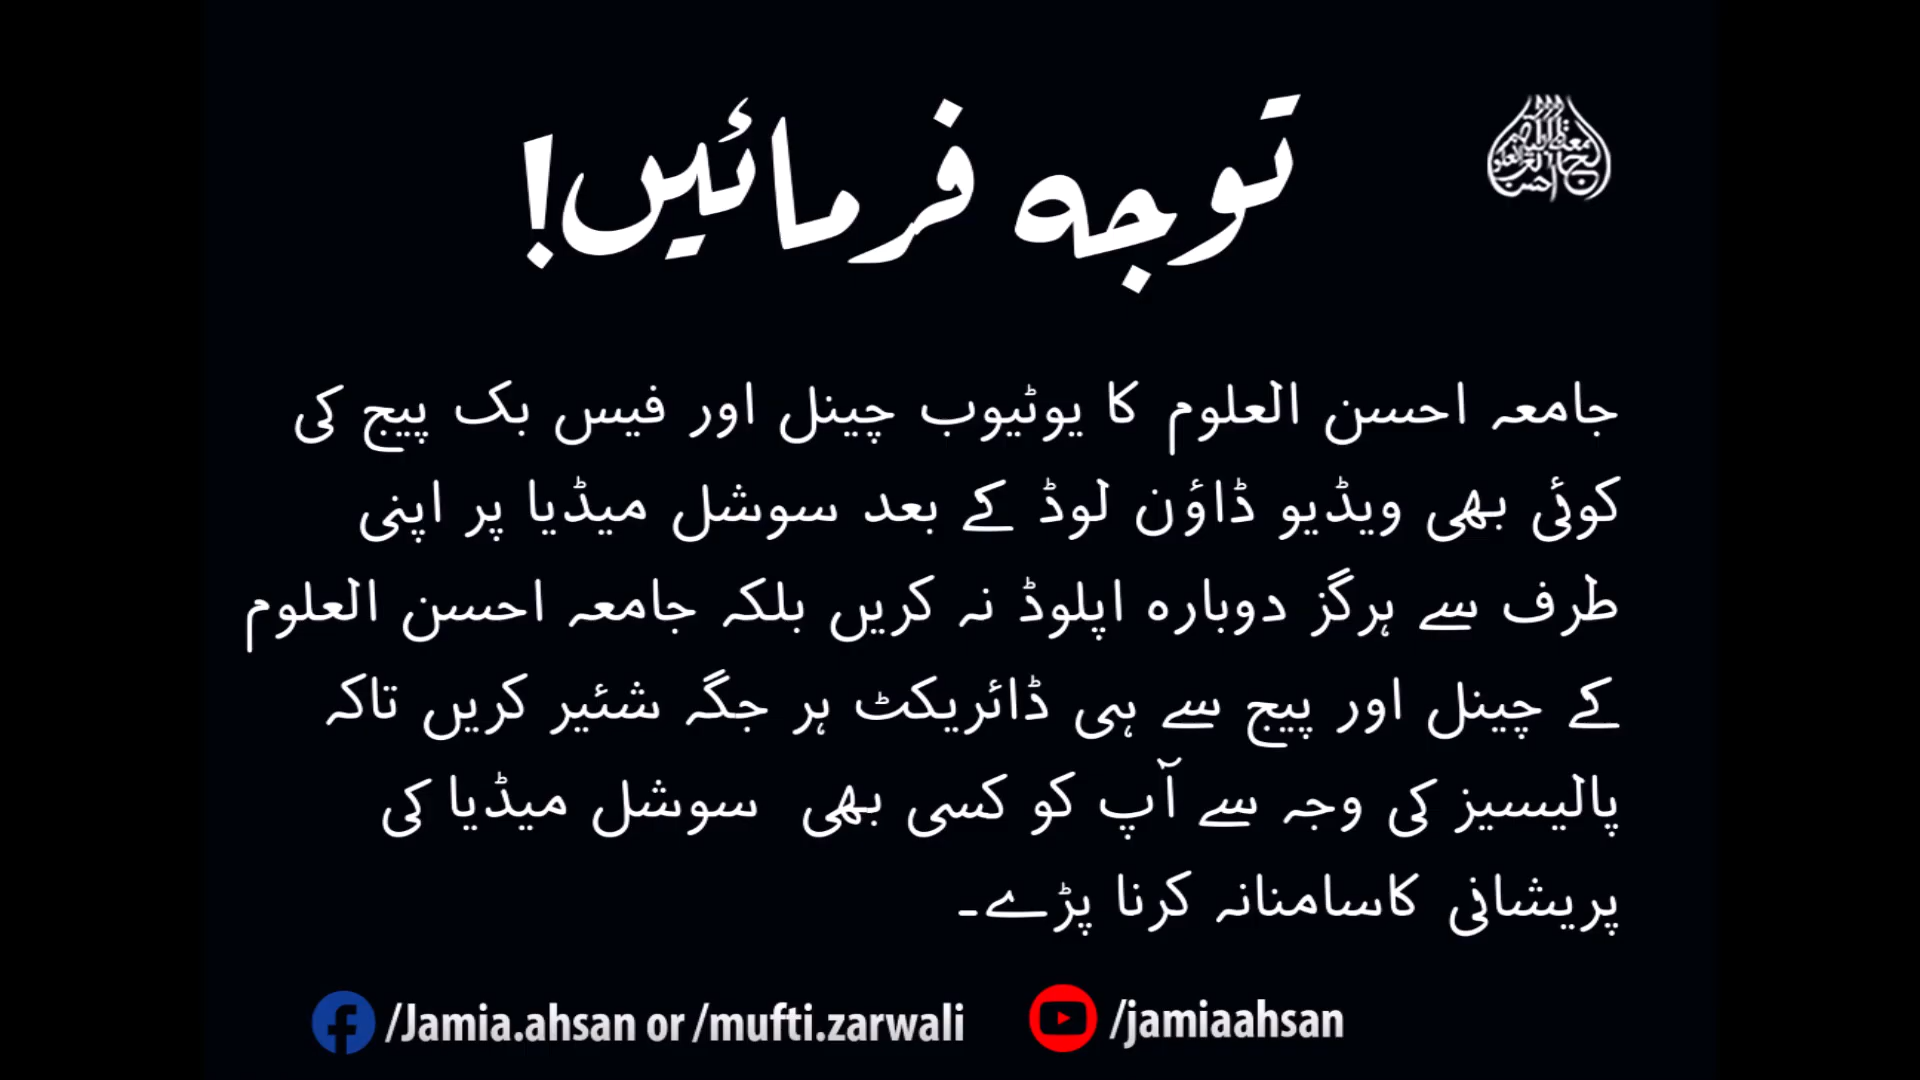 توجہ فرمائیں!
جامعہ احسن العلوم کا یوٹیوب چینل اور فیس بک پیج کی
کوئی بھی ویڈیو ڈاؤن لوڈ کے بعد سوشل میڈیا پر اپنی
طرف سے ہرگز دوبارہ اپلوڈ نہ کریں بلکہ جامعہ احسن العلوم
کے چینل اور پیج سے ہی ڈائریکٹ ہر جگہ شئیر کریں تاکہ
پالیسیز کی وجہ سے آپ کو کسی بھی سوشل میڈیا کی
پریشانی کاسامنانہ کرنا پڑے۔
/Jamia.ahsan or /mufti.zarwali
/jamiaahsan